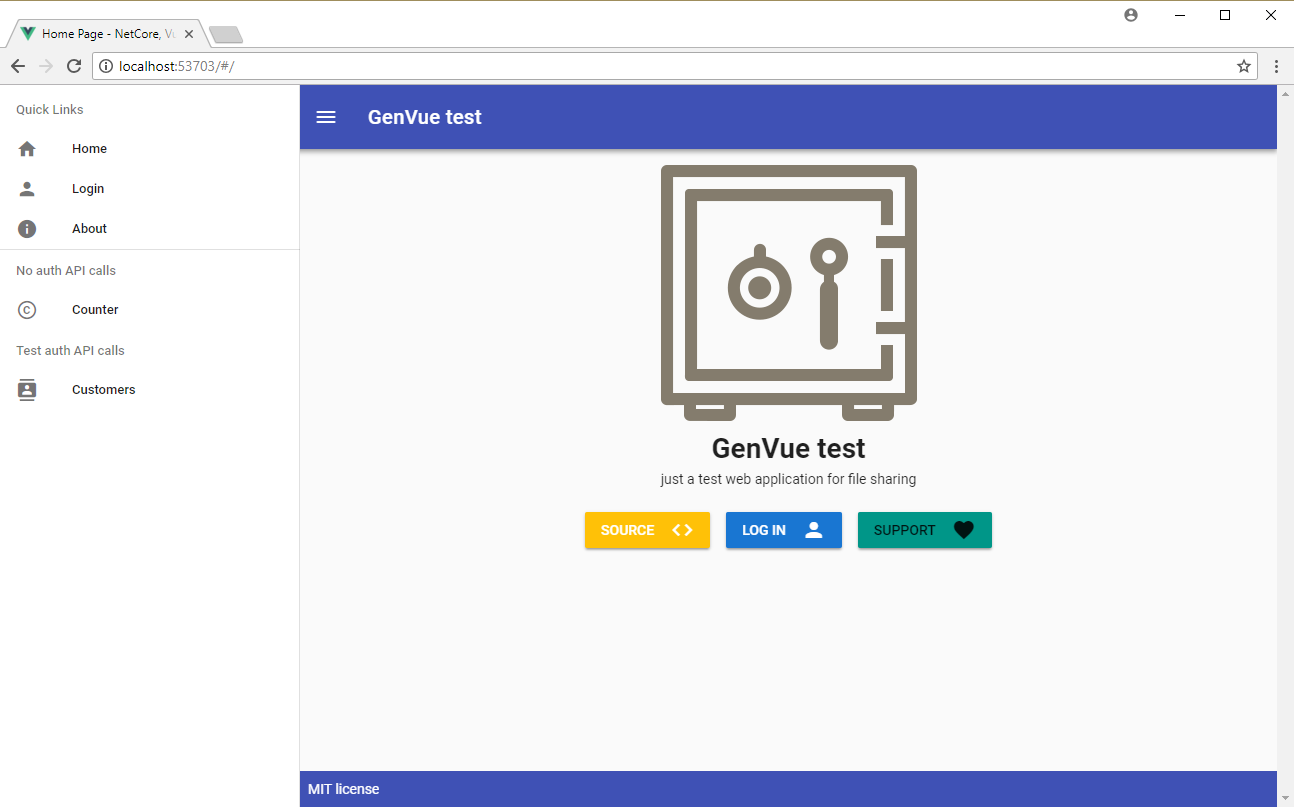 Home Page - NetCore, Vu
localhost:53703/#/
Quick Links
Home
Login
About
No auth API calls
Counter
Test auth API calls
Customers
GenVue test
GenVue test
just a test web application for file sharing
SOURCE
LOG IN
SUPPORT
MIT license